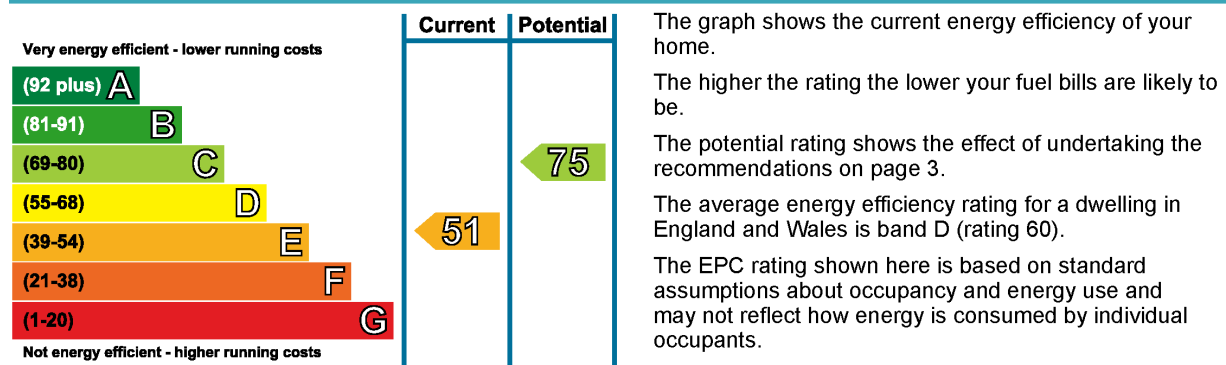 Current
Potential
Very energy efficient - lower running costs
(92 plus) A
(81-91) B
(69-80) C
75
(55-68) D
(39-54) E
51
(21-38) F
(1-20) G
Not energy efficient - higher running costs
The graph shows the current energy efficiency of your
home.
The higher the rating the lower your fuel bills are likely to
be.
The potential rating shows the effect of undertaking the
recommendations on page 3.
The average energy efficiency rating for a dwelling in
England and Wales is band D (rating 60).
The EPC rating shown here is based on standard
assumptions about occupancy and energy use and
may not reflect how energy is consumed by individual
occupants.